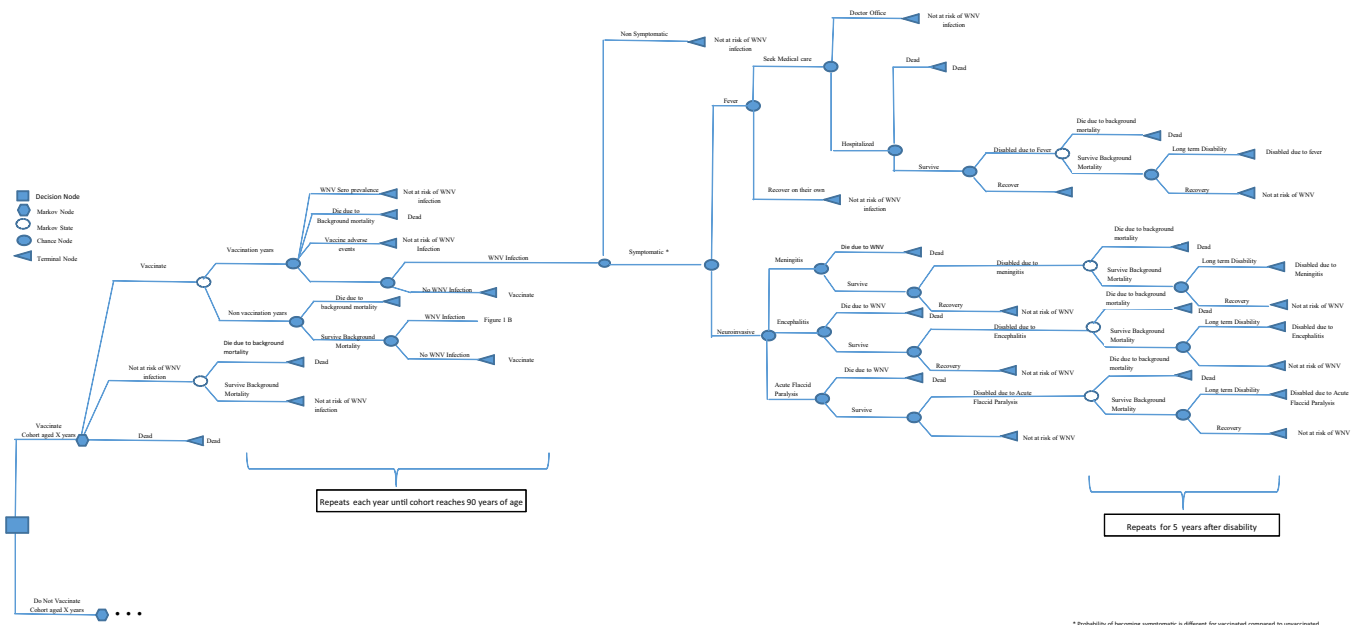 Decision Node
Markov Node
Markov State
Chance Node
Terminal Node
Vaccinate
Cohort aged X years
Do Not Vaccinate
Cohort aged X years
• • •
Vaccinate
Not at risk of WNV
infection
Dead
Dead
Vaccination years
Non vaccination years
Die due to background
mortality
Dead
Survive Background
Mortality
Not at risk of WNV
infection
WNV Sero prevalence
Not at risk of WNV
infection
Die due to
Background mortality
Dead
Vaccine adverse
events
Not at risk of WNV
Infection
WNV Infection
No WNV Infection
Vaccinate
Die due to
background mortality
Survive Background
Mortality
WNV Infection
Figure 1 B
No WNV Infection
Vaccinate
Repeats each year until cohort reaches 90 years of age
Non Symptomatic
Not at risk of WNV
infection
Symptomatic *
Fever
Seek Medical care
Doctor Office
Not at risk of WNV
infection
Hospitalized
Dead
Dead
Survive
Disabled due to Fever
Die due to background
mortality
Dead
Survive Background
Mortality
Long term Disability
Disabled due to fever
Recovery
Not at risk of WNV
Recover
Recover on their own
Not at risk of WNV
infection
Neuroinvasive
Meningitis
Die due to WNV
Dead
Survive
Disabled due to
meningitis
Die due to background
mortality
Dead
Survive Background
Mortality
Long term Disability
Disabled due to
Meningitis
Recovery
Not at risk of WNV
Recovery
Not at risk of WNV
Encephalitis
Die due to WNV
Dead
Survive
Disabled due to
Encephalitis
Die due to background
mortality
Dead
Survive Background
Mortality
Long term Disability
Disabled due to
Encephalitis
Not at risk of WNV
Recovery
Not at risk of WNV
Acute Flaccid
Paralysis
Die due to WNV
Dead
Survive
Disabled due to Acute
Flaccid Paralysis
Die due to background
mortality
Dead
Survive Background
Mortality
Long term Disability
Disabled due to Acute
Flaccid Paralysis
Recovery
Not at risk of WNV
Not at risk of WNV
Repeats for 5 years after disability
* Probability of becoming symptomatic is different for vaccinated compared to unvaccinated